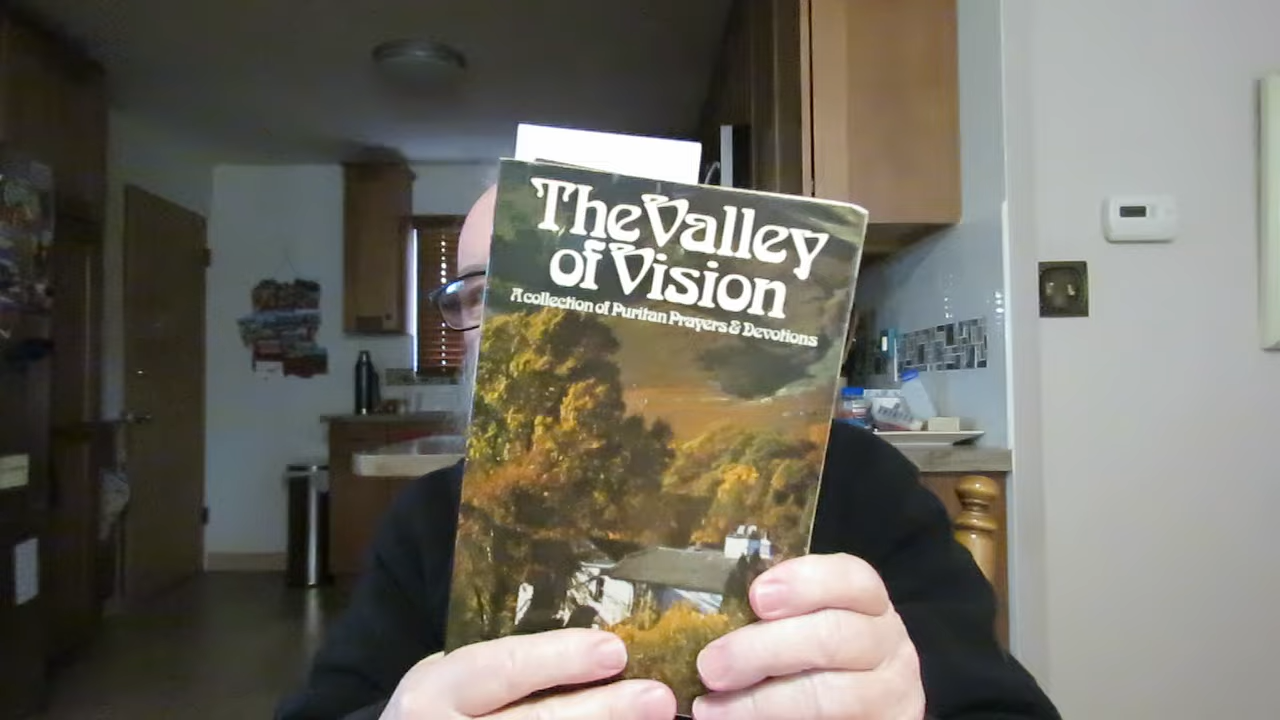 The Valley
of Vision
A collection of Puritan Prayers & Devotions